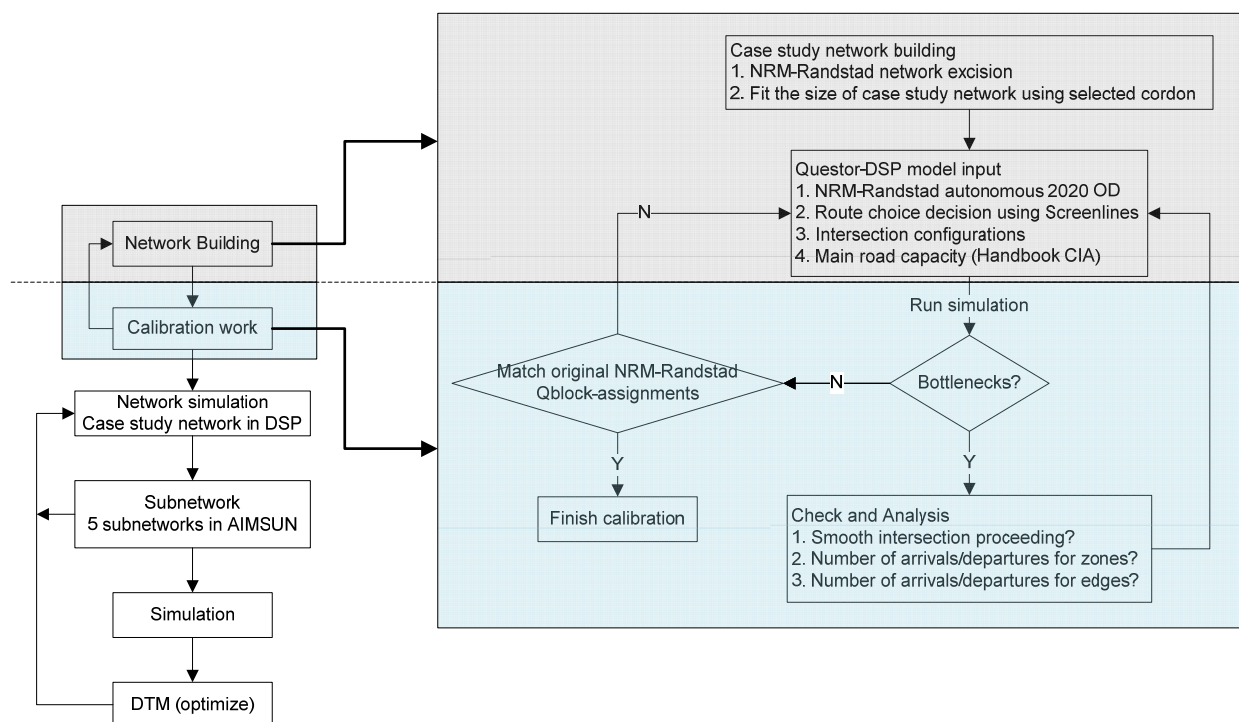 Network Building
Calibration work
Network simulation
Case study network in DSP
Subnetwork
5 subnetworks in AIMSUN
Simulation
DTM (optimize)
Case study network building
1. NRM-Randstad network excision
2. Fit the size of case study network using selected cordon
Questor-DSP model input
1. NRM-Randstad autonomous 2020 OD
2. Route choice decision using Screenlines
3. Intersection configurations
4. Main road capacity (Handbook CIA)
N
Run simulation
Bottlenecks?
N
Match original NRM-Randstad
Qblock-assignments
Y
Finish calibration
Y
Check and Analysis
1. Smooth intersection proceeding?
2. Number of arrivals/departures for zones?
3. Number of arrivals/departures for edges?